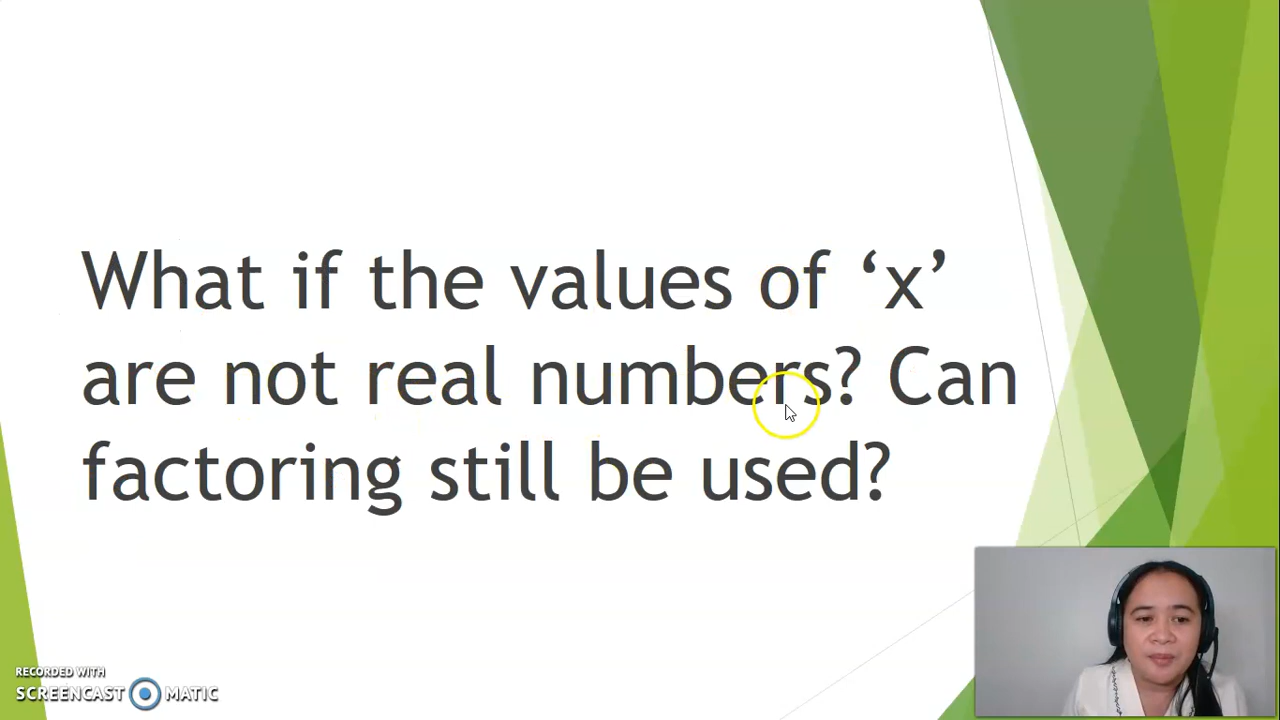 What if the values of ‘x’
are not real numbers? Can
factoring still be used?
RECORDED WITH
SCREENCAST MATIC